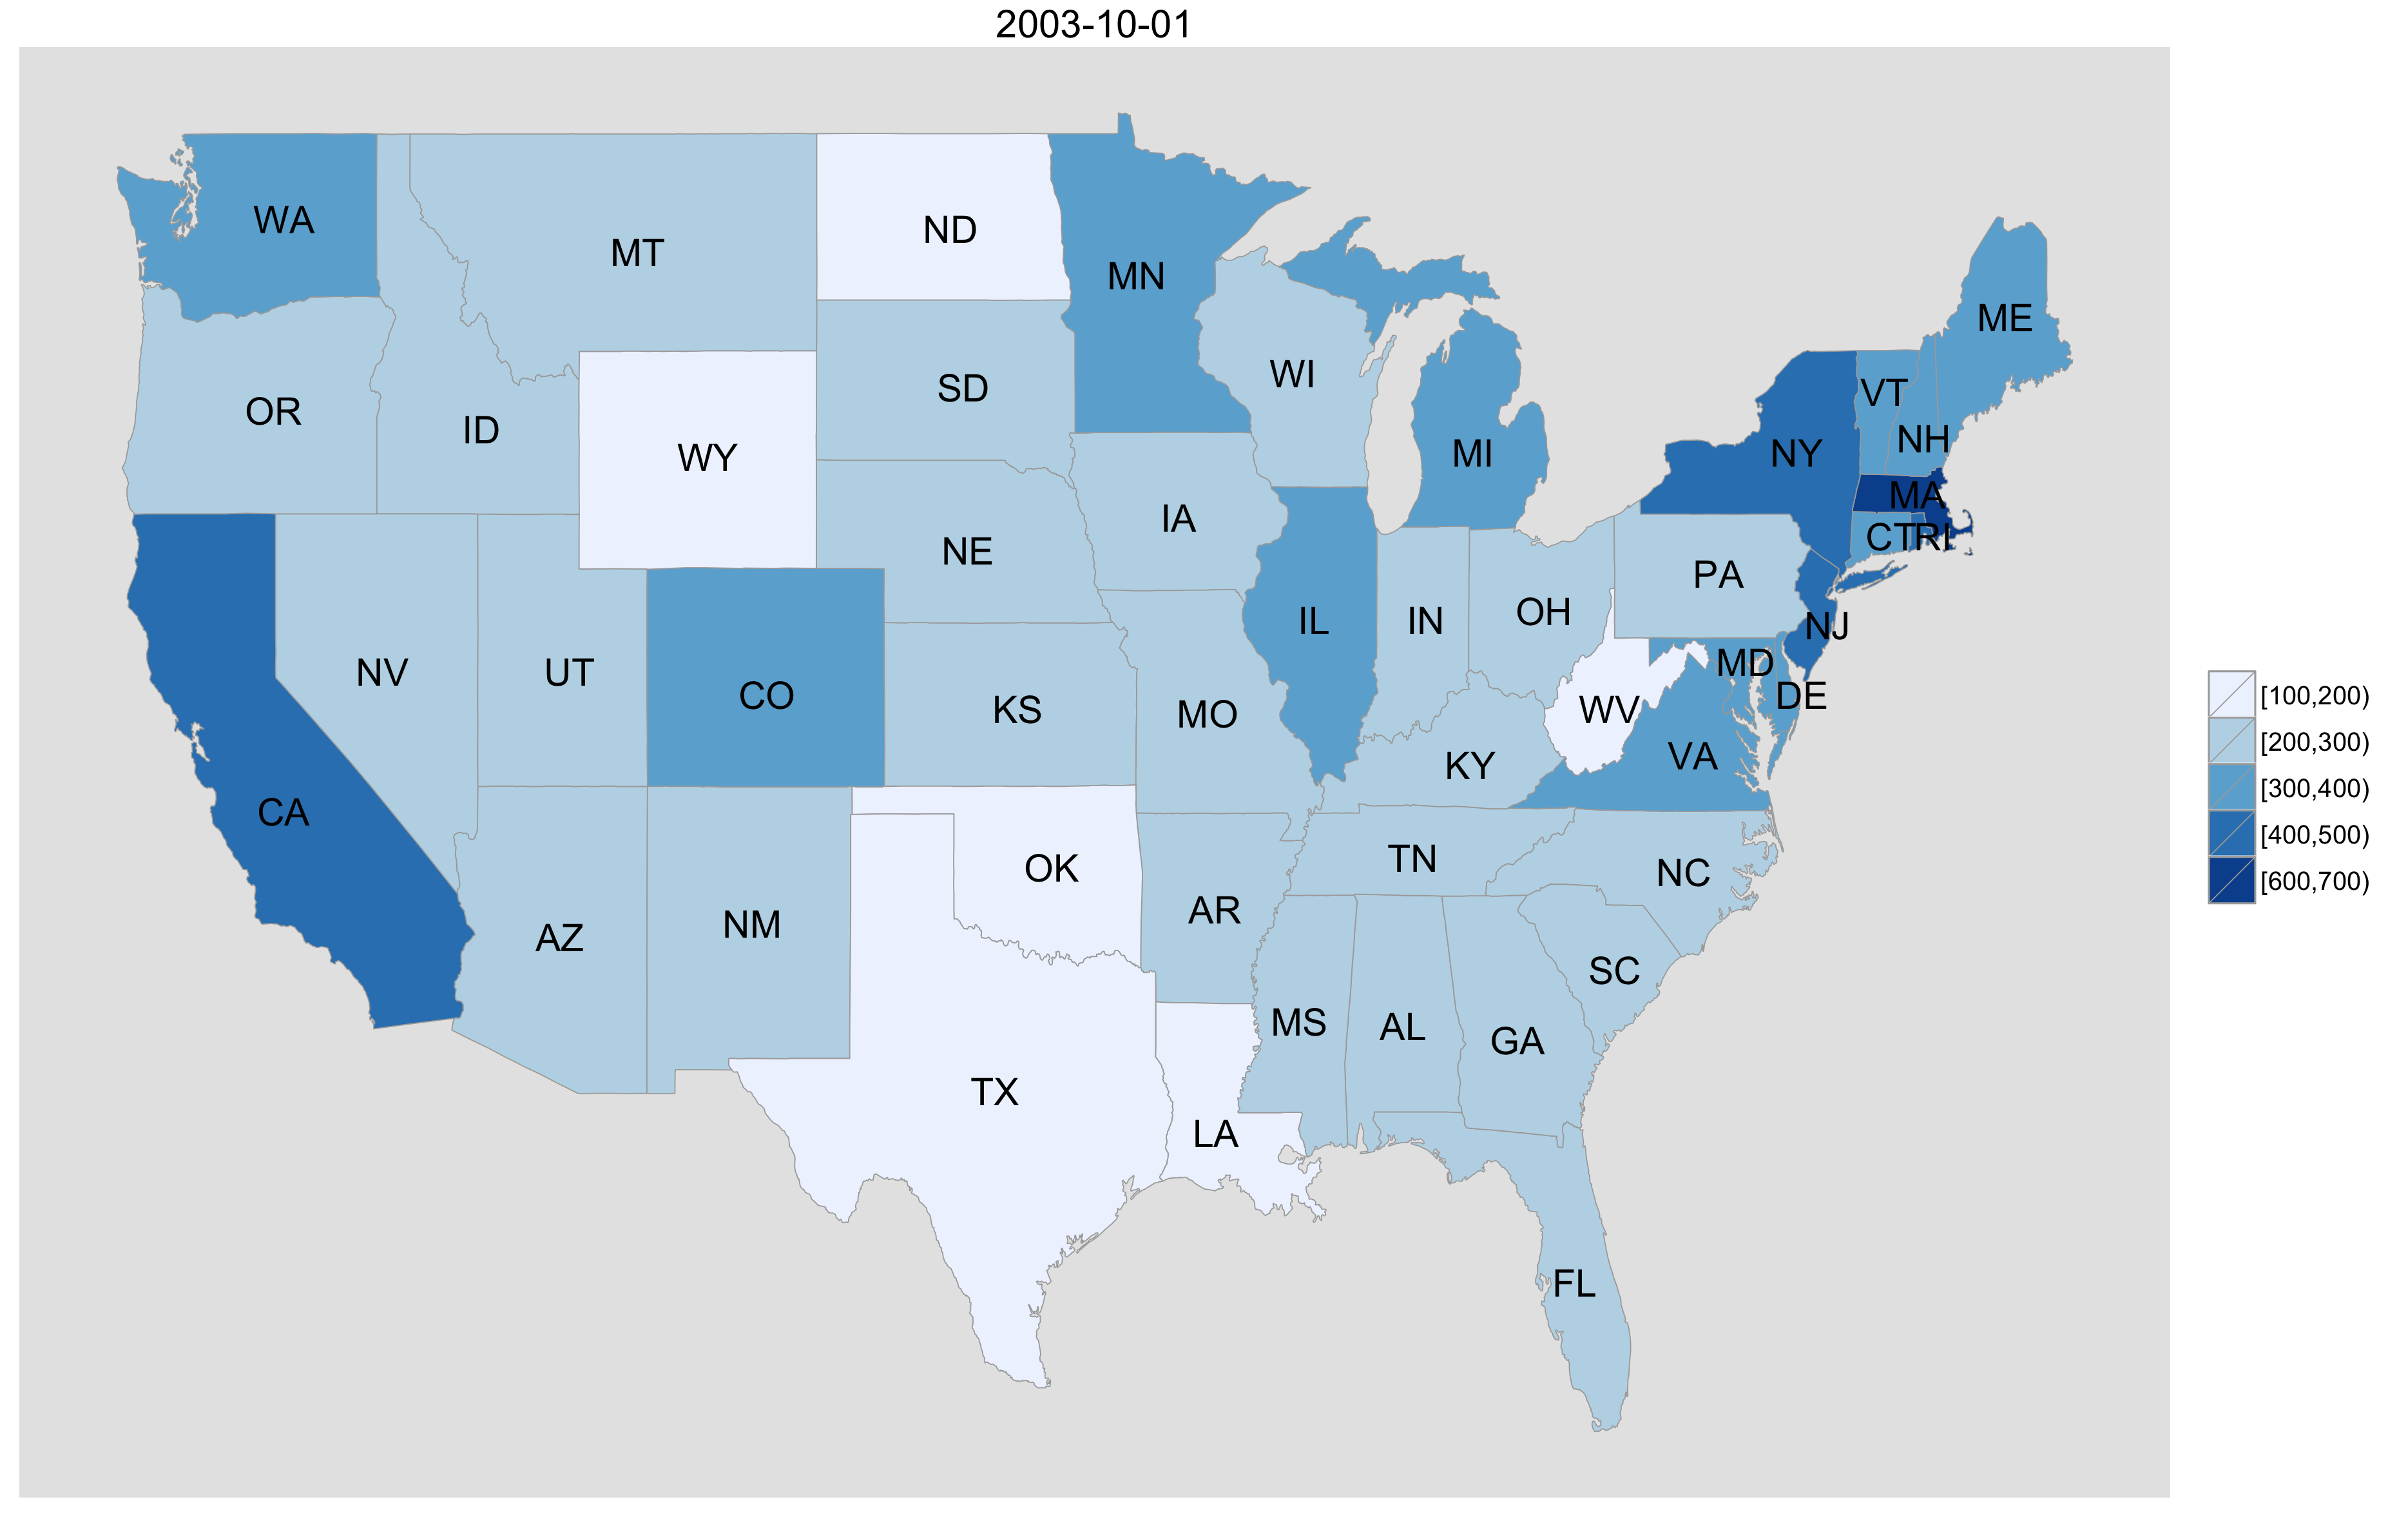 2003-10-01
WA
MT
ND
MN
ME
OR
ID
WY
SD
WI
MI
VT
NH
NY
MA
CT
RI
IA
NE
PA
NV
UT
CO
KS
MO
IL
IN
OH
NJ
MD
DE
WV
VA
KY
CA
AZ
NM
OK
AR
TN
NC
SC
MS
AL
GA
TX
LA
FL
[100,200)
[200,300)
[300,400)
[400,500)
[600,700)